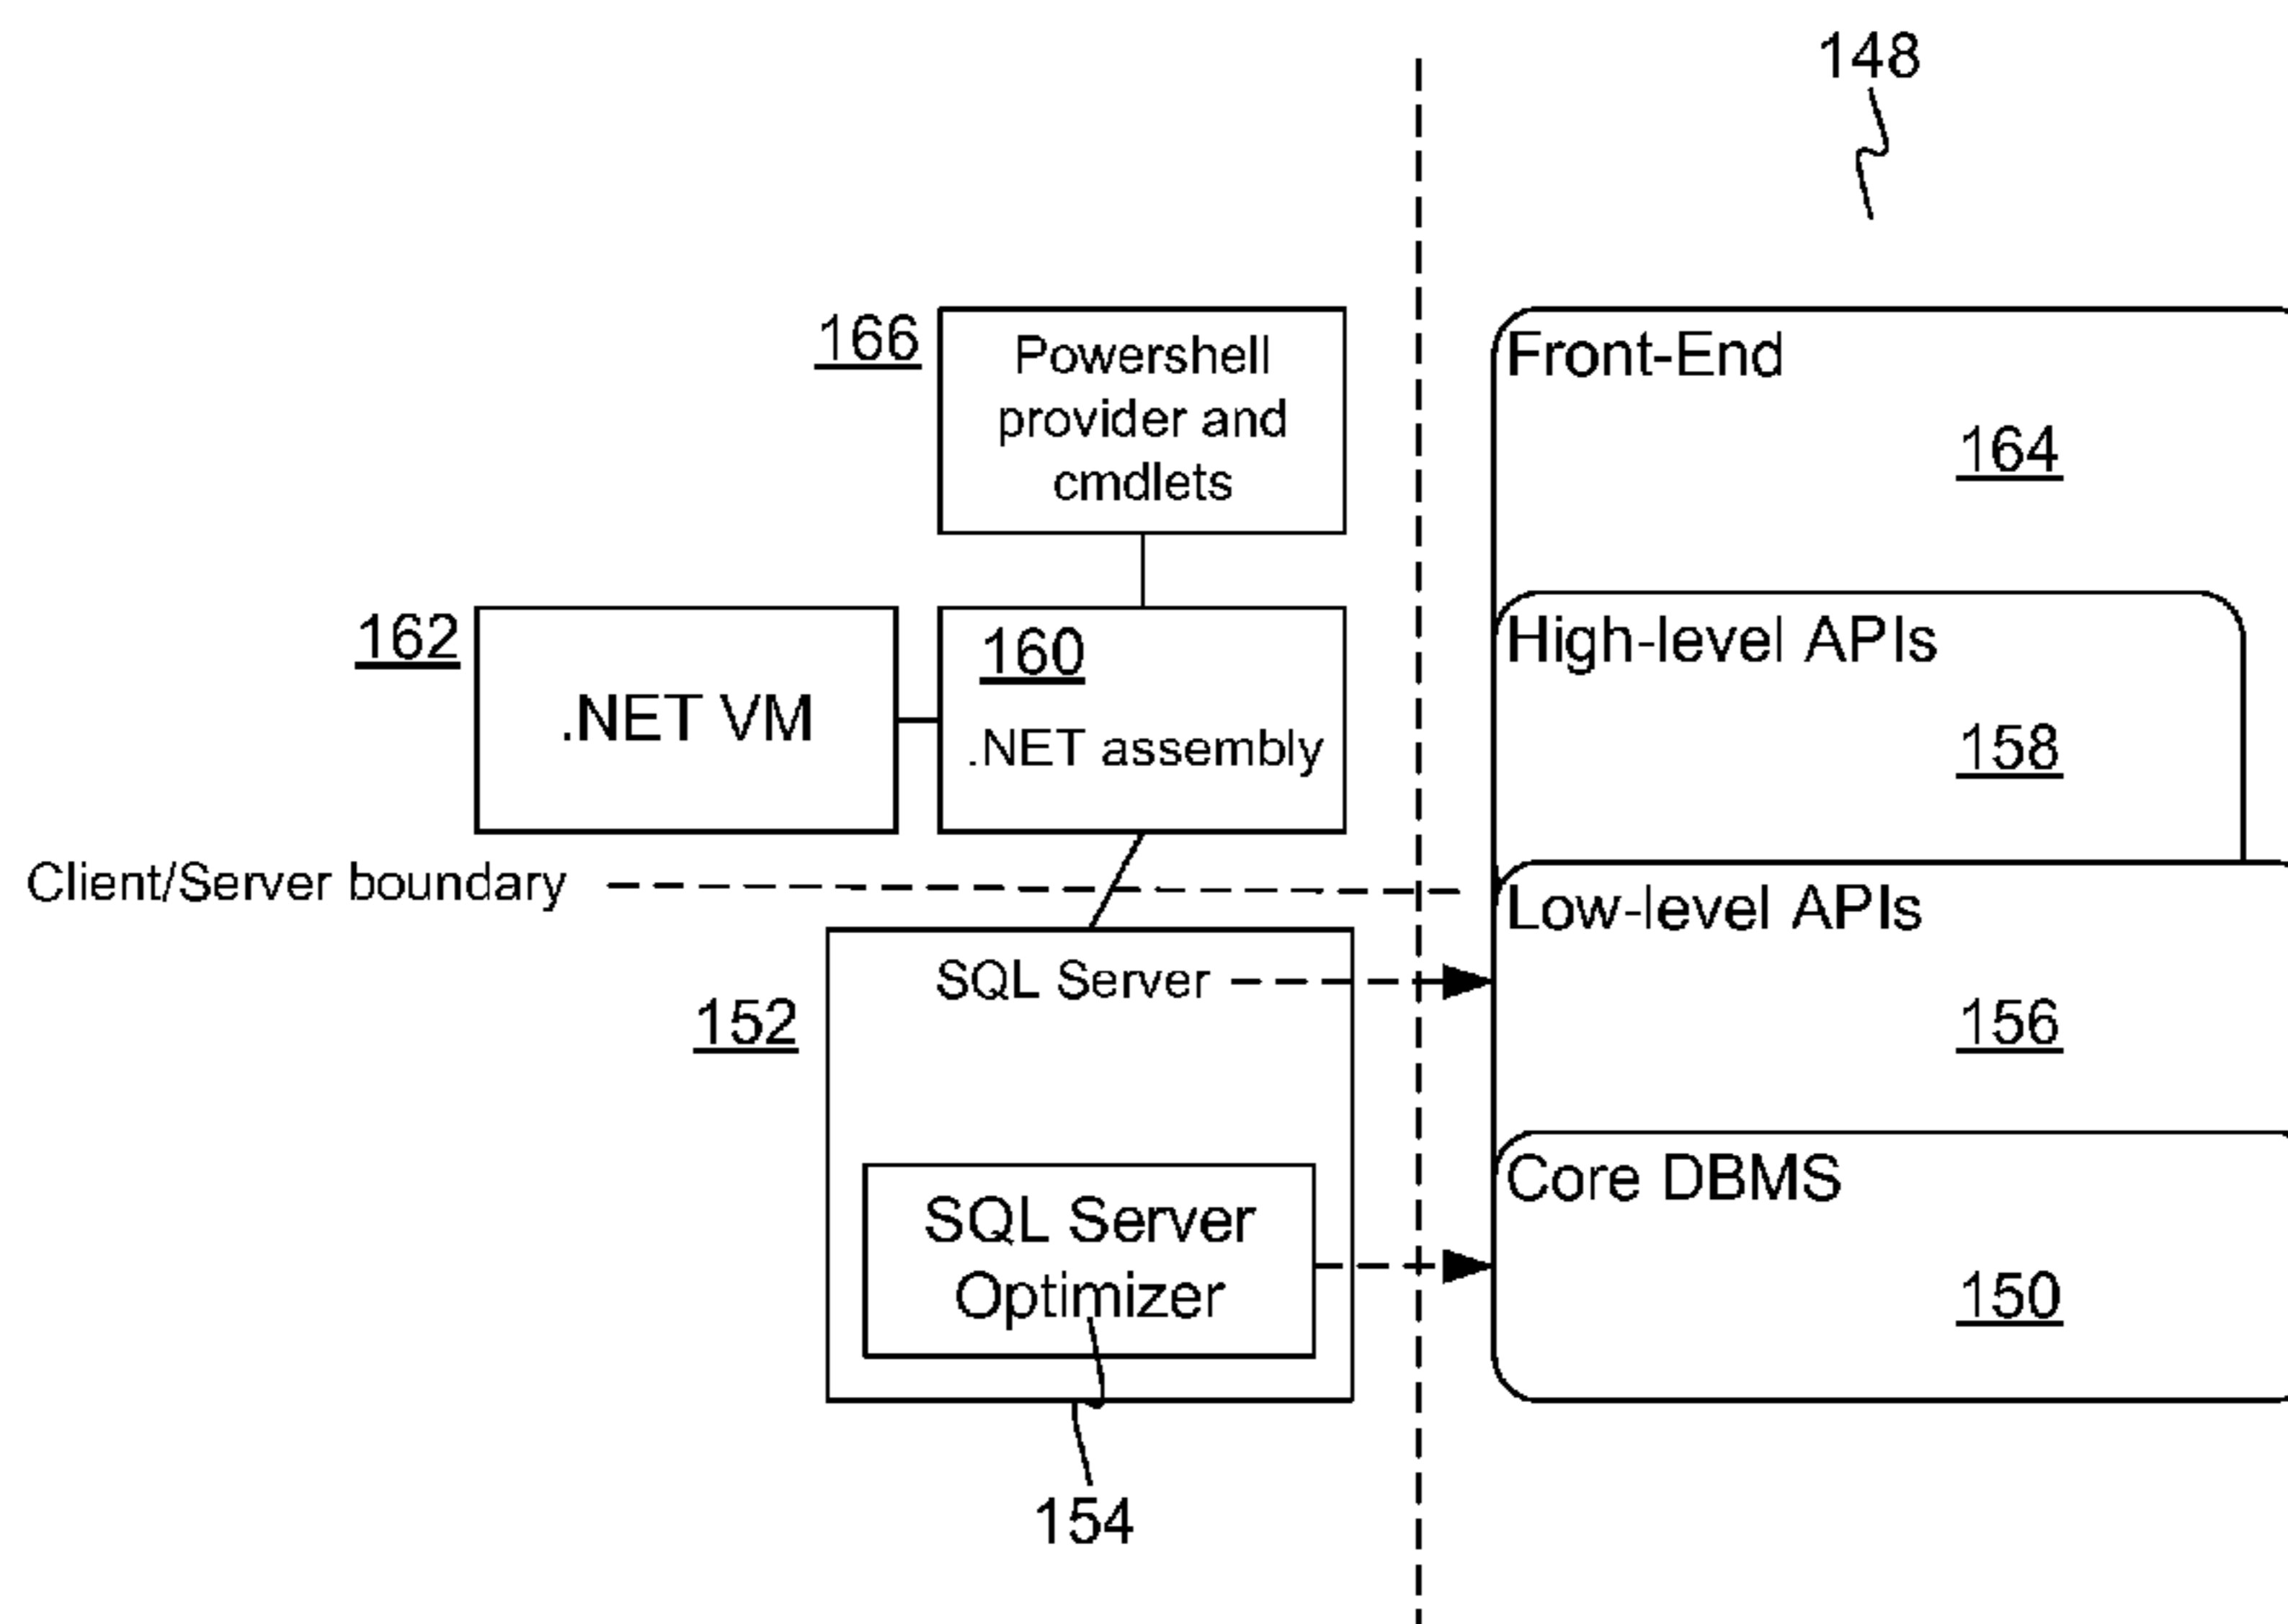 148
166
Powershell
provider and
cmdlets
Front-End
164
162
.NET VM
160
.NET assembly
High-level APIs
158
Client/Server boundary
Low-level APIs
156
SQL Server
152
SQL Server
Optimizer
154
Core DBMS
150